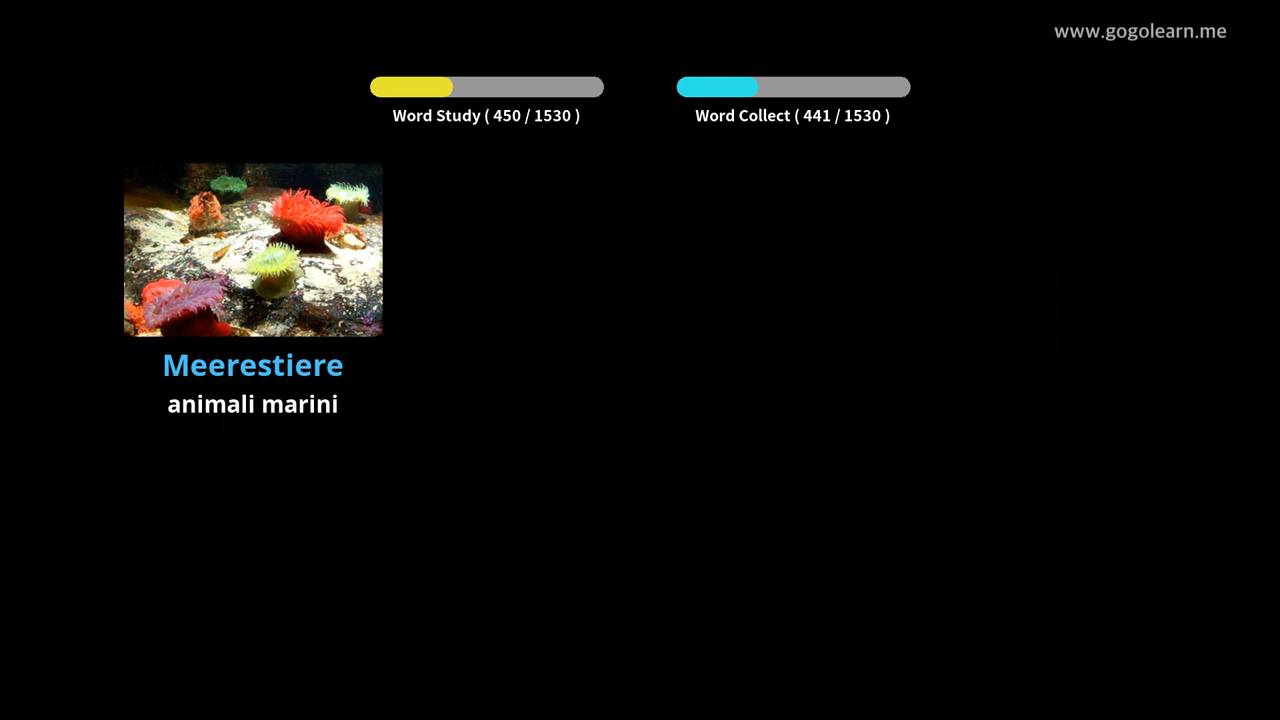 www.gogolearn.me
Word Study ( 450 / 1530 )
Word Collect ( 441 / 1530 )
Meerestiere
animali marini